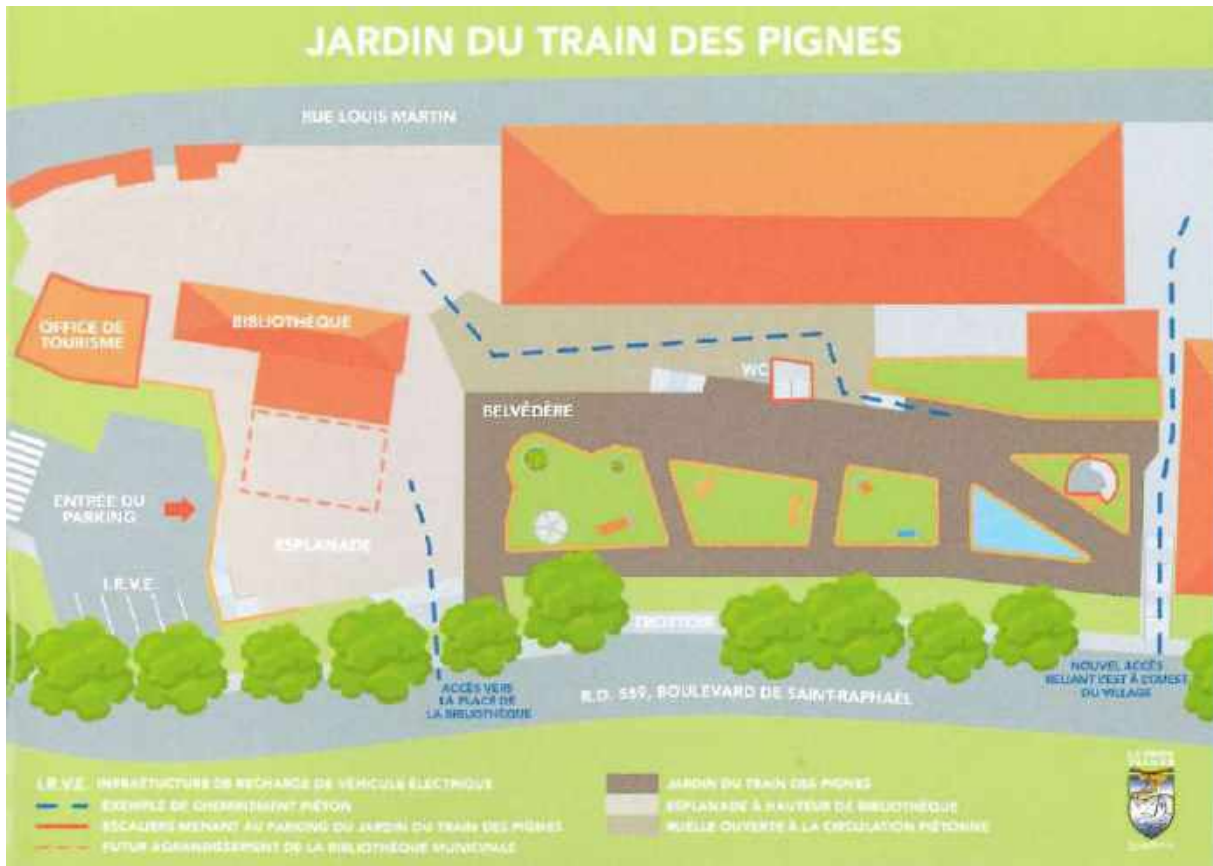 JARDIN DU TRAIN DES PIGNES
RUE LOUIS MARTIN
OFFICE DE
TOURISME
BIBLIOTHÈQUE
WC
BELVÉDÈRE
ENTRÉE DU
PARKING
ESPLANADE
I.R.V.E.
TROTTOIR
ACCÈS VERS
LA PLACE DE
LA BIBLIOTHÈQUE
R.D. 559, BOULEVARD DE SAINT-RAPHAËL
NOUVEL ACCÈS
RELIANT L'EST À L'OUEST
DU VILLAGE
I.R.V.E. INFRASTUCTURE DE RECHARGE DE VÉHICULE ÉLECTRIQUE
EXEMPLE DE CHEMINEMENT PIÉTON
ESCALIERS MENANT AU PARKING DU JARDIN DU TRAIN DES PIGNES
FUTUR AGRANDISSEMENT DE LA BIBLIOTHÈQUE MUNICIPALE
JARDIN DU TRAIN DES PIGNES
ESPLANADE À HAUTEUR DE BIBLIOTHÈQUE
RUELLE OUVERTE À LA CIRCULATION PIÉTONNE